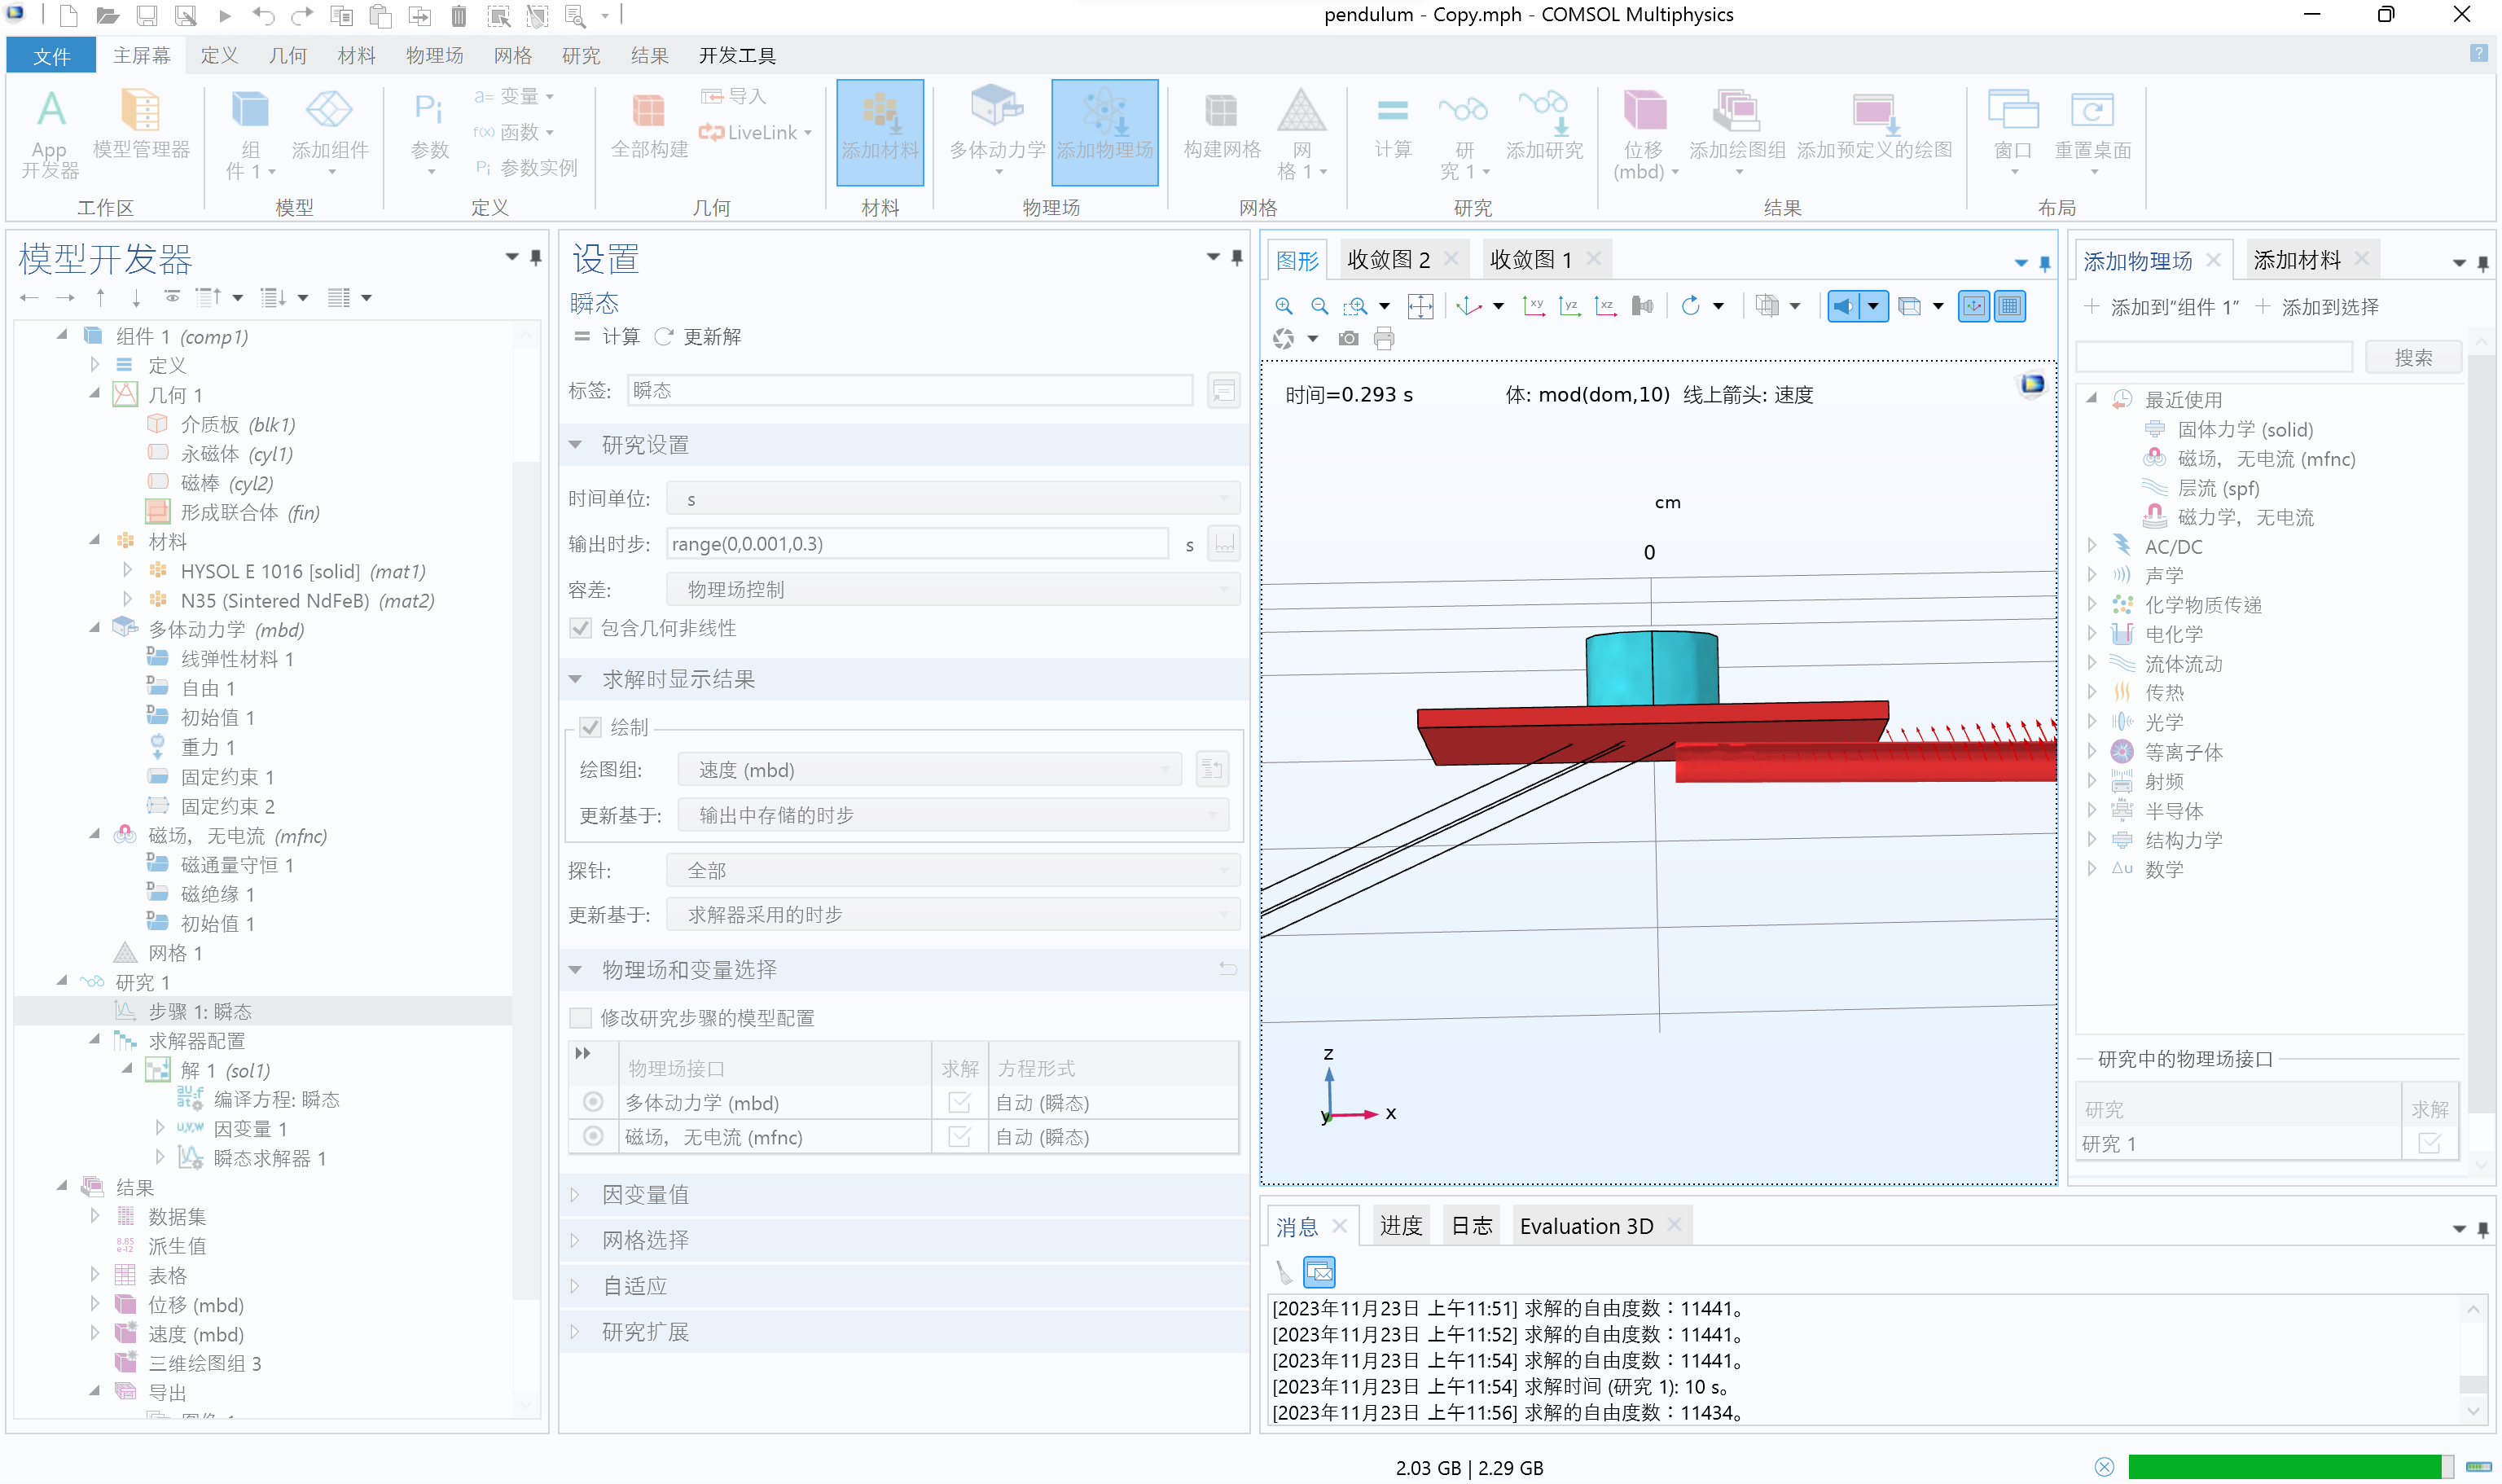 pendulum - Copy.mph - COMSOL Multiphysics
文件 主屏幕 定义 几何 材料 物理场 网格 研究 结果 开发工具
App 开发器
模型管理器
工作区
组件 1
添加组件
模型
Pi
参数
a= 变量
f(x) 函数
Pi 参数实例
定义
全部构建
导入
LiveLink
几何
添加材料
材料
多体动力学
添加物理场
物理场
构建网格
网格 1
网格
计算
研究 1
添加研究
研究
位移 (mbd)
添加绘图组
添加预定义的绘图
结果
窗口
重置桌面
布局
模型开发器
组件 1 (comp1)
定义
几何 1
介质板 (blk1)
永磁体 (cyl1)
磁棒 (cyl2)
形成联合体 (fin)
材料
HYSOL E 1016 [solid] (mat1)
N35 (Sintered NdFeB) (mat2)
多体动力学 (mbd)
线弹性材料 1
自由 1
初始值 1
重力 1
固定约束 1
固定约束 2
磁场，无电流 (mfnc)
磁通量守恒 1
磁绝缘 1
初始值 1
网格 1
研究 1
步骤 1: 瞬态
求解器配置
解 1 (sol1)
编译方程: 瞬态
因变量 1
瞬态求解器 1
结果
数据集
派生值
表格
位移 (mbd)
速度 (mbd)
三维绘图组 3
导出
设置
瞬态
计算 更新解
标签: 瞬态
研究设置
时间单位: s
输出时步: range(0,0.001,0.3) s
容差: 物理场控制
包含几何非线性
求解时显示结果
绘制
绘图组: 速度 (mbd)
更新基于: 输出中存储的时步
探针: 全部
更新基于: 求解器采用的时步
物理场和变量选择
修改研究步骤的模型配置
物理场接口 求解 方程形式
多体动力学 (mbd) 自动 (瞬态)
磁场，无电流 (mfnc) 自动 (瞬态)
因变量值
网格选择
自适应
研究扩展
图形 收敛图 2 收敛图 1
xy yz xz
时间=0.293 s 体: mod(dom,10) 线上箭头: 速度
cm
0
z
y x
消息 进度 日志 Evaluation 3D
[2023年11月23日 上午11:51] 求解的自由度数：11441。
[2023年11月23日 上午11:52] 求解的自由度数：11441。
[2023年11月23日 上午11:54] 求解的自由度数：11441。
[2023年11月23日 上午11:54] 求解时间 (研究 1): 10 s。
[2023年11月23日 上午11:56] 求解的自由度数：11434。
添加物理场 添加材料
添加到“组件 1” 添加到选择
搜索
最近使用
固体力学 (solid)
磁场，无电流 (mfnc)
层流 (spf)
磁力学，无电流
AC/DC
声学
化学物质传递
电化学
流体流动
传热
光学
等离子体
射频
半导体
结构力学
Δu 数学
研究中的物理场接口
研究 求解
研究 1
2.03 GB | 2.29 GB